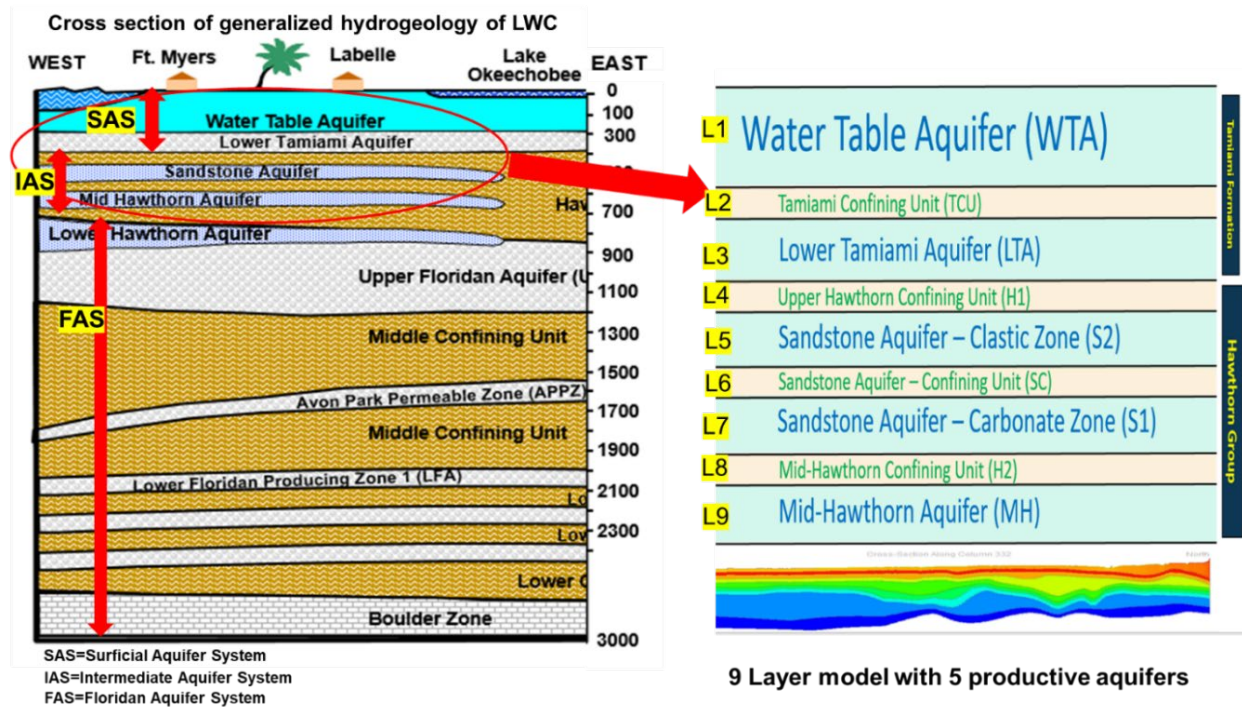 Cross section of generalized hydrogeology of LWC
WEST
Ft. Myers
Labelle
Lake
Okeechobee
EAST
SAS
IAS
FAS
Water Table Aquifer
Lower Tamiami Aquifer
Sandstone Aquifer
Mid Hawthorn Aquifer
Lower Hawthorn Aquifer
Upper Floridan Aquifer (U
Middle Confining Unit
Avon Park Permeable Zone (APPZ)
Middle Confining Unit
Lower Floridan Producing Zone 1 (LFA)
Boulder Zone
0
100
300
700
900
1100
1300
1500
1700
1900
2100
2300
3000
SAS=Surficial Aquifer System
IAS=Intermediate Aquifer System
FAS=Floridan Aquifer System
L1 Water Table Aquifer (WTA)
L2 Tamiami Confining Unit (TCU)
L3 Lower Tamiami Aquifer (LTA)
L4 Upper Hawthorn Confining Unit (H1)
L5 Sandstone Aquifer – Clastic Zone (S2)
L6 Sandstone Aquifer – Confining Unit (SC)
L7 Sandstone Aquifer – Carbonate Zone (S1)
L8 Mid-Hawthorn Confining Unit (H2)
L9 Mid-Hawthorn Aquifer (MH)
Tamiami Formation
Hawthorn Group
Cross-Section Along Column 332
North
9 Layer model with 5 productive aquifers